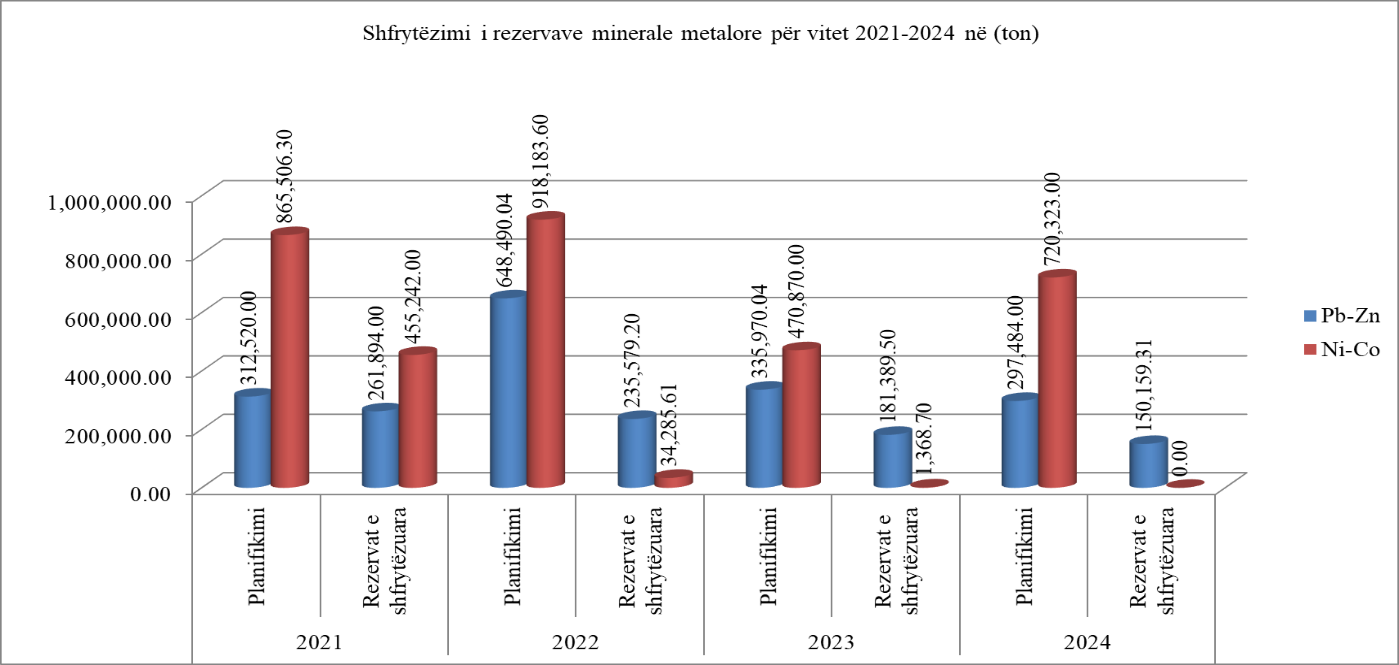 Shfrytëzimi i rezervave minerale metalore për vitet 2021-2024 në (ton)
1,000,000.00
800,000.00
600,000.00
400,000.00
200,000.00
0.00
312,520.00
865,506.30
261,894.00
455,242.00
648,490.04
918,183.60
235,579.20
34,285.61
335,970.04
470,870.00
181,389.50
1,368.70
297,484.00
720,323.00
150,159.31
0.00
Pb-Zn
Ni-Co
Planifikimi
Rezervat e
shfrytëzuara
Planifikimi
Rezervat e
shfrytëzuara
Planifikimi
Rezervat e
shfrytëzuara
Planifikimi
Rezervat e
shfrytëzuara
2021
2022
2023
2024